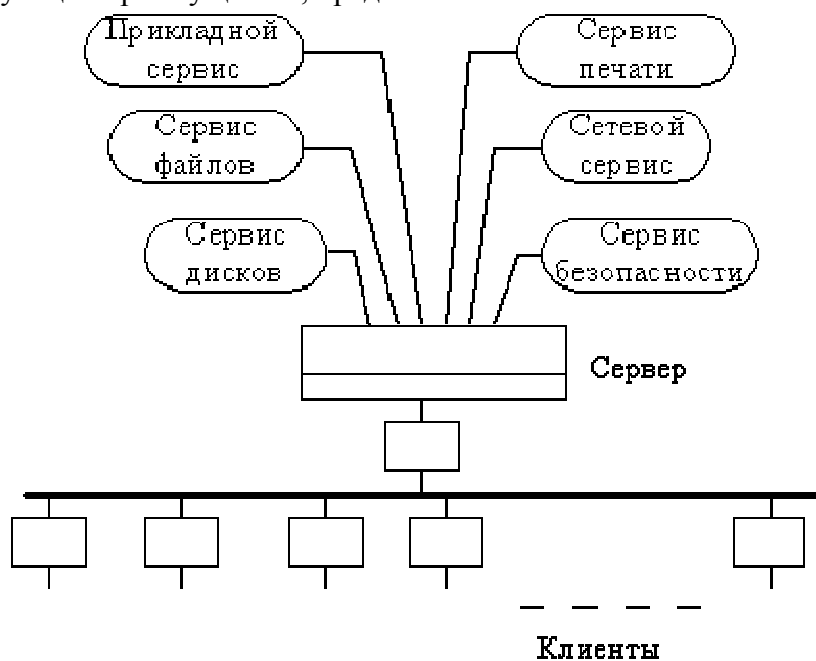 Прикладной
сервис
Сервис
печати
Сервис
файлов
Сетевой
сервис
Сервис
дисков
Сервис
безопасности
Сервер
Клиенты